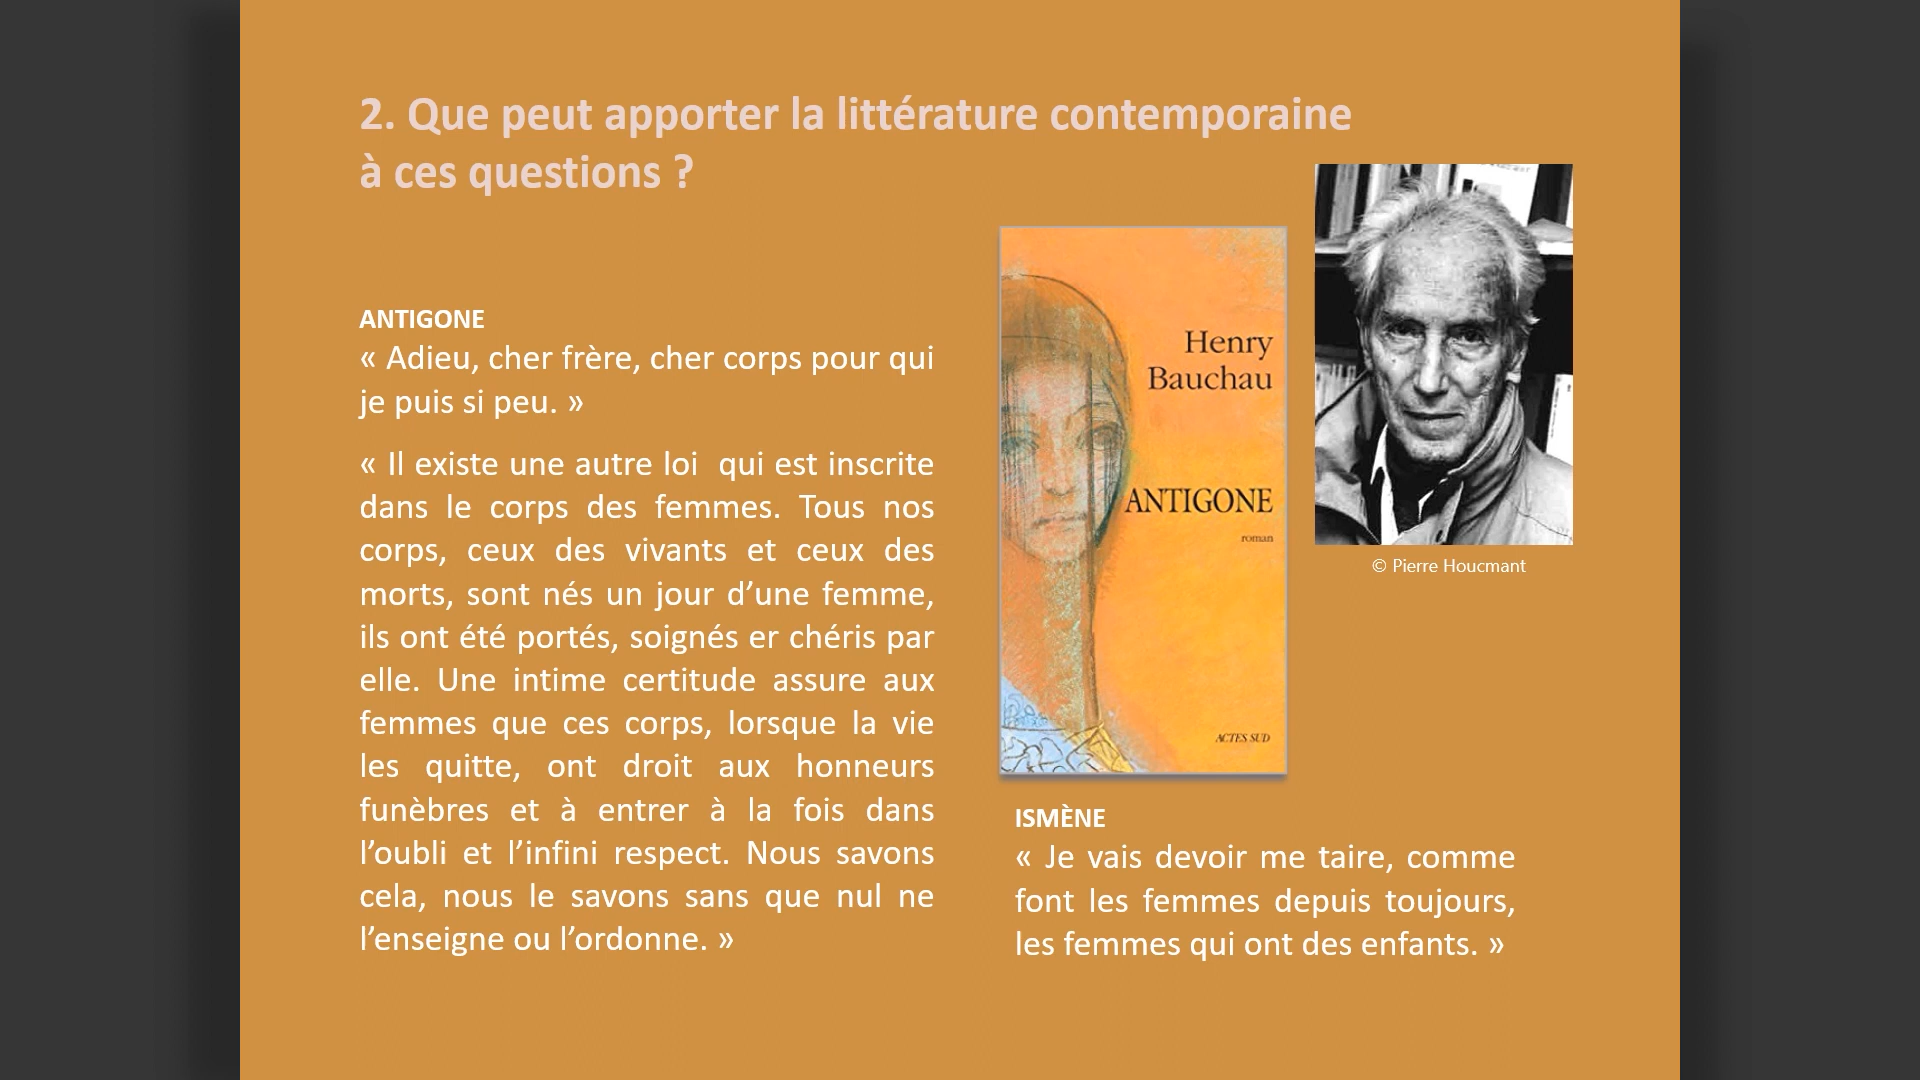 2. Que peut apporter la littérature contemporaine
à ces questions ?
ANTIGONE
« Adieu, cher frère, cher corps pour qui
je puis si peu. »
« Il existe une autre loi  qui est inscrite
dans le corps des femmes. Tous nos
corps, ceux des vivants et ceux des
morts, sont nés un jour d’une femme,
ils ont été portés, soignés er chéris par
elle. Une intime certitude assure aux
femmes que ces corps, lorsque la vie
les quitte, ont droit aux honneurs
funèbres et à entrer à la fois dans
l’oubli et l’infini respect. Nous savons
cela, nous le savons sans que nul ne
l’enseigne ou l’ordonne. »
Henry
Bauchau
ANTIGONE
roman
ACTES SUD
© Pierre Houcmant
ISMÈNE
« Je vais devoir me taire, comme
font les femmes depuis toujours,
les femmes qui ont des enfants. »